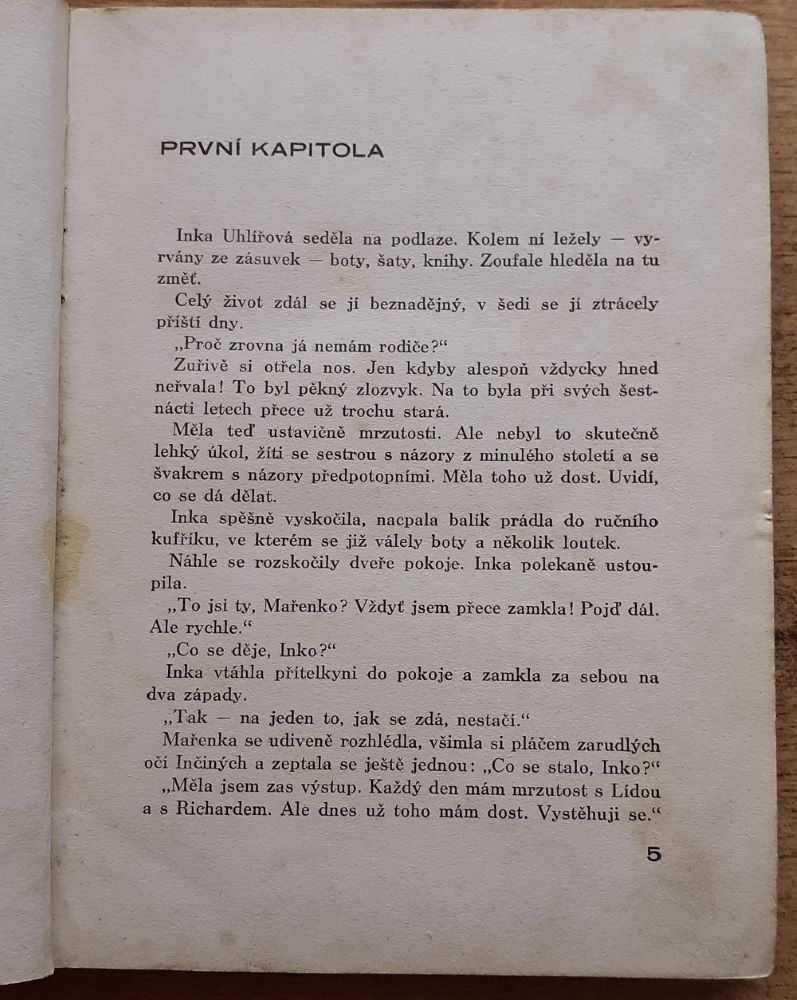 PRVNÍ KAPITOLA
Inka Uhlířová seděla na podlaze. Kolem ní ležely — vy-
rvány ze zásuvek — boty, šaty, knihy. Zoufale hleděla na tu
změť.
Celý život zdál se jí beznadějný, v šedi se jí ztrácely
příští dny.
„Proč zrovna já nemám rodiče?“
Zuřivě si otřela nos. Jen kdyby alespoň vždycky hned
neřvala! To byl pěkný zlozvyk. Na to byla při svých šest-
nácti letech přece už trochu stará.
Měla teď ustavičně mrzutosti. Ale nebyl to skutečně
lehký úkol, žíti se sestrou s názory z minulého století a se
švakrem s názory předpotopními. Měla toho už dost. Uvidí,
co se dá dělat.
Inka spěšně vyskočila, nacpala balík prádla do ručního
kufříku, ve kterém se již válely boty a několik loutek.
Náhle se rozskočily dveře pokoje. Inka polekaně ustou-
pila.
„To jsi ty, Mařenko? Vždyť jsem přece zamkla! Pojď dál.
Ale rychle.“
„Co se děje, Inko?“
Inka vtáhla přítelkyni do pokoje a zamkla za sebou na
dva západy.
„Tak — na jeden to, jak se zdá, nestačí.“
Mařenka se udiveně rozhlédla, všimla si pláčem zarudlých
očí Inčiných a zeptala se ještě jednou: „Co se stalo, Inko?“
„Měla jsem zas výstup. Každý den mám mrzutost s Lídou
a s Richardem. Ale dnes už toho mám dost. Vystěhuji se.“
5